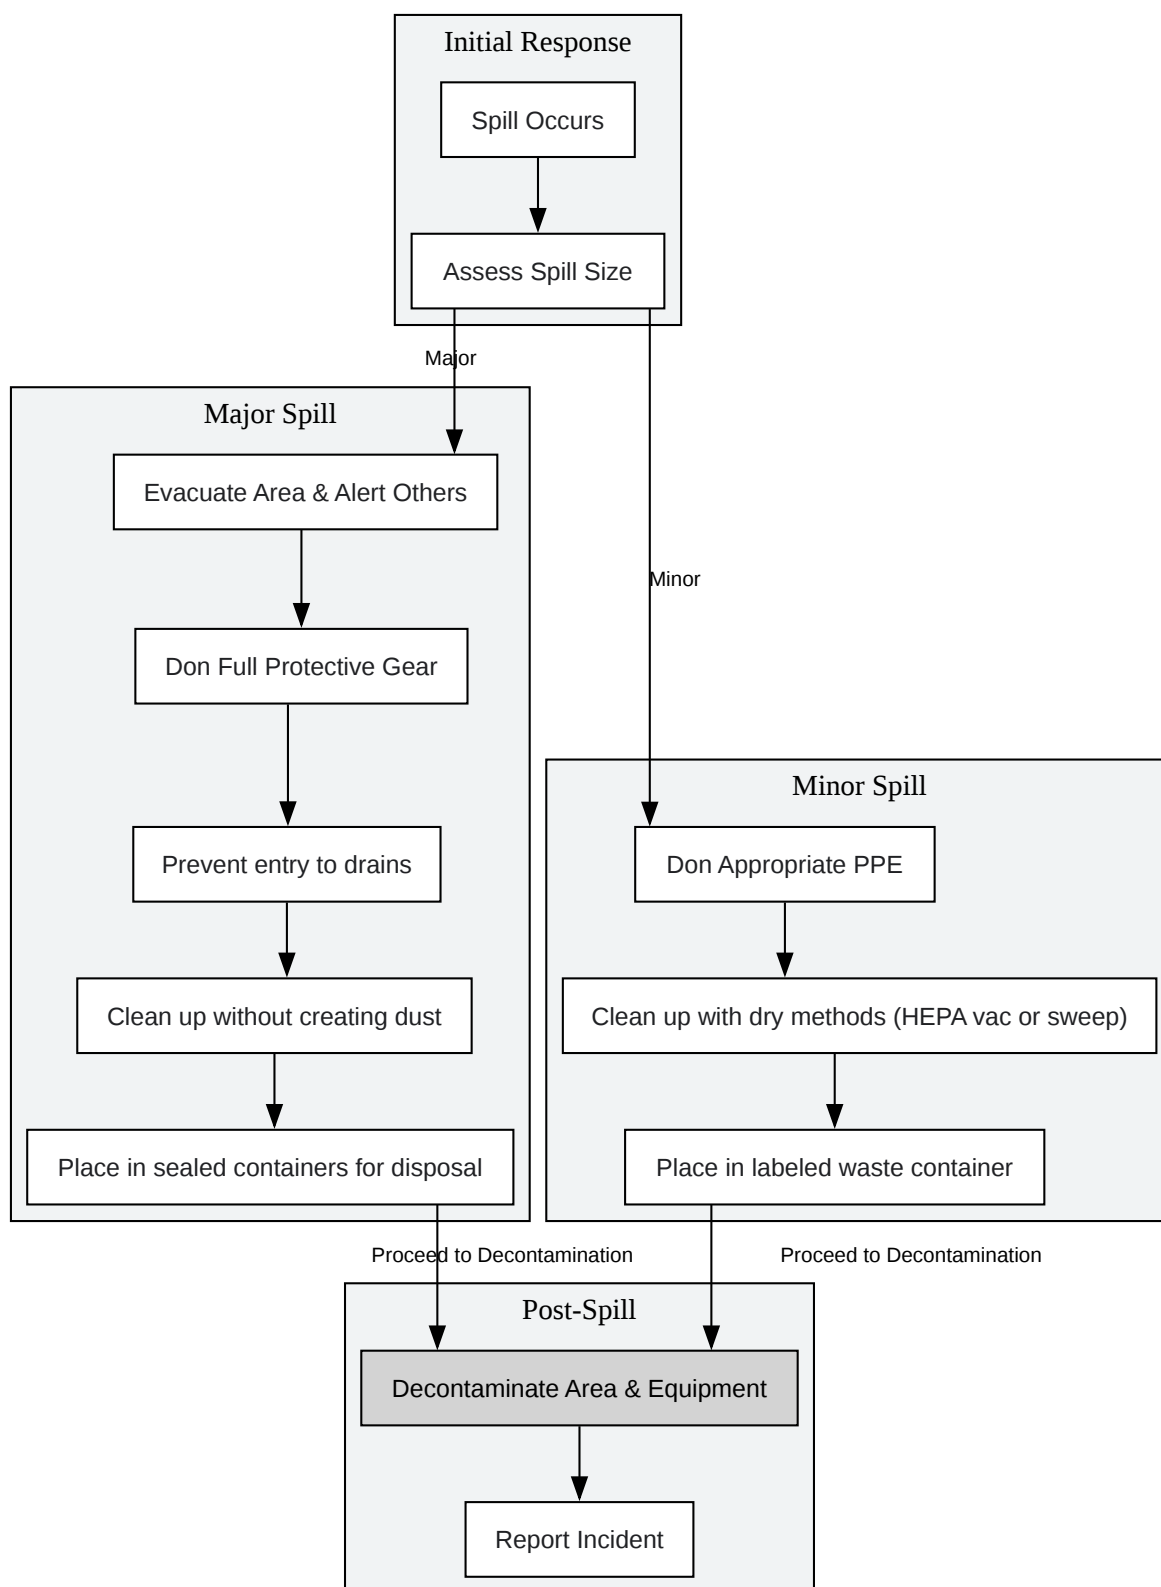 Initial Response
Spill Occurs
Assess Spill Size
Major
Major Spill
Evacuate Area & Alert Others
Don Full Protective Gear
Prevent entry to drains
Clean up without creating dust
Place in sealed containers for disposal
Minor
Minor Spill
Don Appropriate PPE
Clean up with dry methods (HEPA vac or sweep)
Place in labeled waste container
Proceed to Decontamination
Proceed to Decontamination
Post-Spill
Decontaminate Area & Equipment
Report Incident